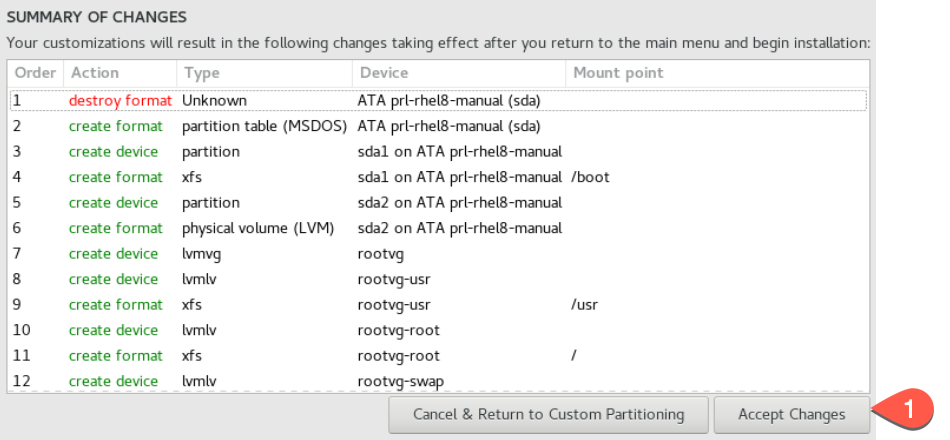 SUMMARY OF CHANGES
Your customizations will result in the following changes taking effect after you return to the main menu and begin installation:
Order Action Type Device Mount point
1 destroy format Unknown ATA prl-rhel8-manual (sda)
2 create format partition table (MSDOS) ATA prl-rhel8-manual (sda)
3 create device partition sda1 on ATA prl-rhel8-manual
4 create format xfs sda1 on ATA prl-rhel8-manual /boot
5 create device partition sda2 on ATA prl-rhel8-manual
6 create format physical volume (LVM) sda2 on ATA prl-rhel8-manual
7 create device lvmvg rootvg
8 create device lvmlv rootvg-usr
9 create format xfs rootvg-usr /usr
10 create device lvmlv rootvg-root
11 create format xfs rootvg-root /
12 create device lvmlv rootvg-swap
Cancel & Return to Custom Partitioning Accept Changes 1